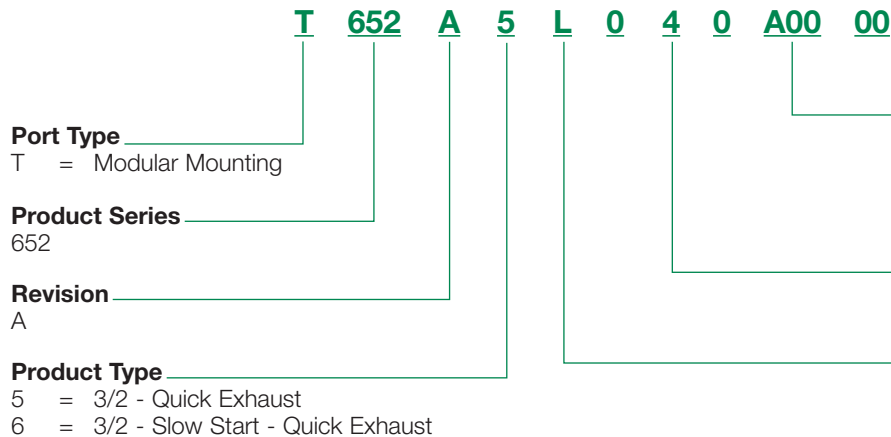 T 652 A 5 L 0 4 0 A00 00
Port Type
T = Modular Mounting
Product Series
652
Revision
A
Product Type
5 = 3/2 - Quick Exhaust
6 = 3/2 - Slow Start - Quick Exhaust